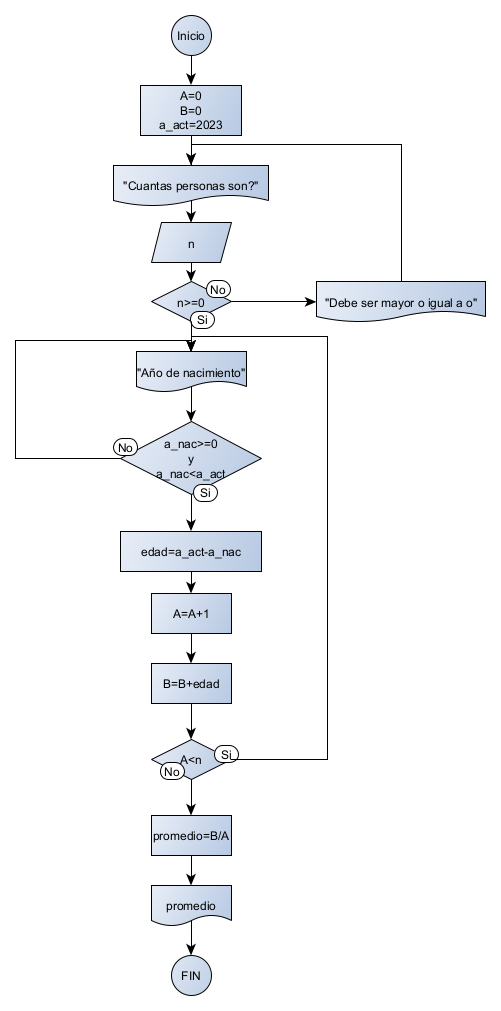 Inicio
A=0
B=0
a_act=2023
"Cuantas personas son?"
n
No
n>=0
"Debe ser mayor o igual a o"
Si
"Año de nacimiento"
No
a_nac>=0
y
a_nac<a_act
Si
edad=a_act-a_nac
A=A+1
B=B+edad
Si
A<n
No
promedio=B/A
promedio
FIN